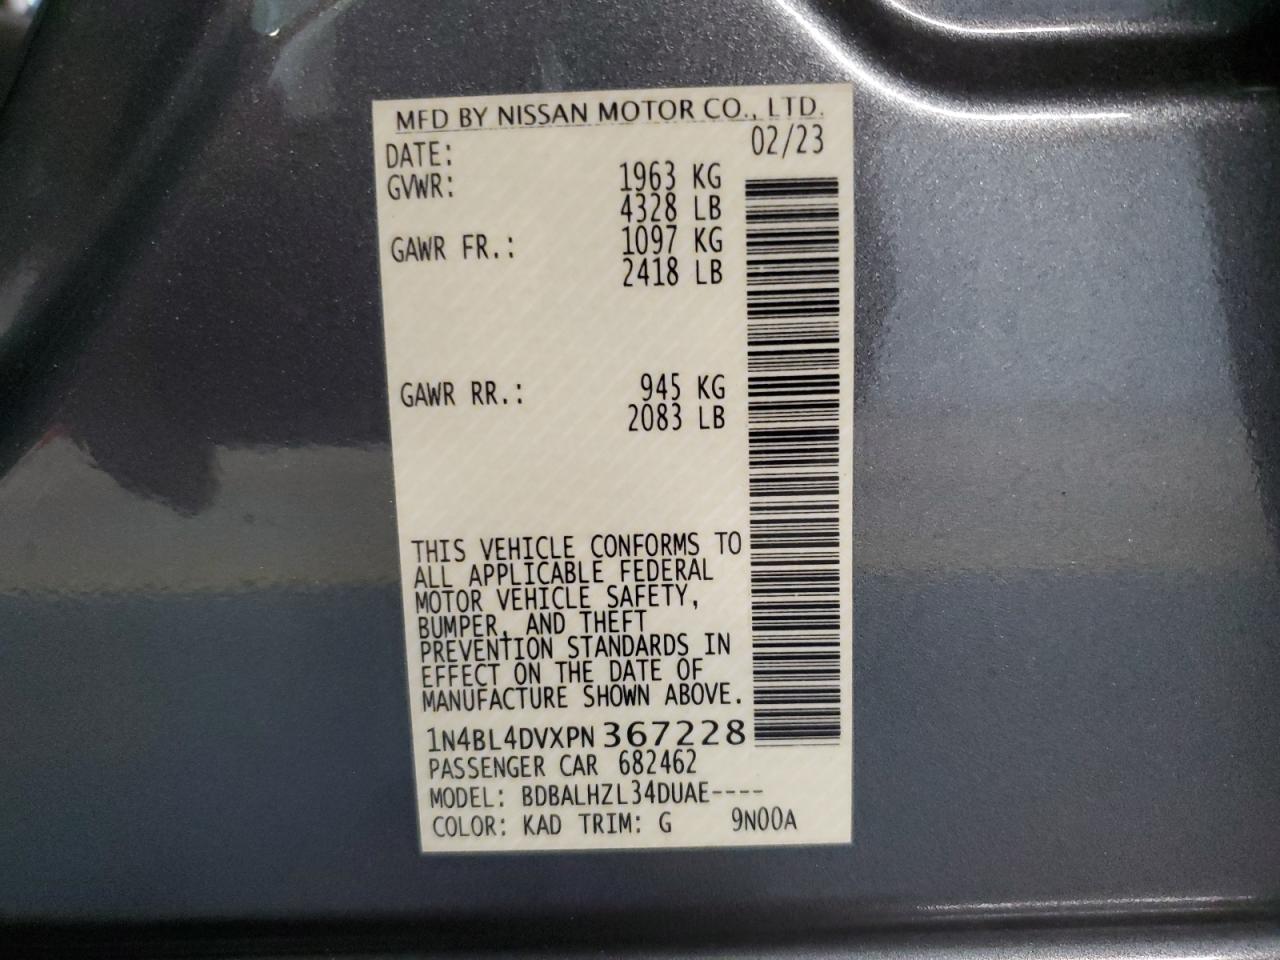 MFD BY NISSAN MOTOR CO., LTD.
DATE: 02/23
GVWR: 1963 KG
4328 LB
GAWR FR.: 1097 KG
2418 LB
GAWR RR.: 945 KG
2083 LB
THIS VEHICLE CONFORMS TO
ALL APPLICABLE FEDERAL
MOTOR VEHICLE SAFETY,
BUMPER, AND THEFT
PREVENTION STANDARDS IN
EFFECT ON THE DATE OF
MANUFACTURE SHOWN ABOVE.
1N4BL4DVXPN367228
PASSENGER CAR 682462
MODEL: BDBALHZL34DUAE----
COLOR: KAD TRIM: G 9N00A